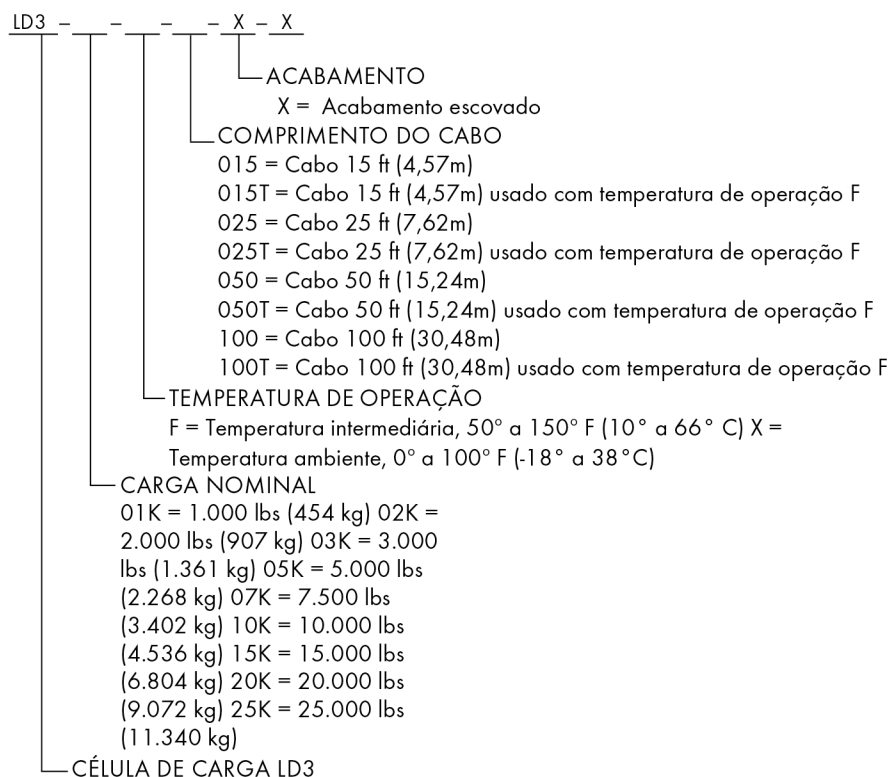 LD3 – – – – X – X
ACABAMENTO
X = Acabamento escovado
COMPRIMENTO DO CABO
015 = Cabo 15 ft (4,57m)
015T = Cabo 15 ft (4,57m) usado com temperatura de operação F
025 = Cabo 25 ft (7,62m)
025T = Cabo 25 ft (7,62m) usado com temperatura de operação F
050 = Cabo 50 ft (15,24m)
050T = Cabo 50 ft (15,24m) usado com temperatura de operação F
100 = Cabo 100 ft (30,48m)
100T = Cabo 100 ft (30,48m) usado com temperatura de operação F
TEMPERATURA DE OPERAÇÃO
F = Temperatura intermediária, 50° a 150° F (10° a 66° C) X =
Temperatura ambiente, 0° a 100° F (-18° a 38°C)
CARGA NOMINAL
01K = 1.000 lbs (454 kg) 02K =
2.000 lbs (907 kg) 03K = 3.000
lbs (1.361 kg) 05K = 5.000 lbs
(2.268 kg) 07K = 7.500 lbs
(3.402 kg) 10K = 10.000 lbs
(4.536 kg) 15K = 15.000 lbs
(6.804 kg) 20K = 20.000 lbs
(9.072 kg) 25K = 25.000 lbs
(11.340 kg)
CÉLULA DE CARGA LD3